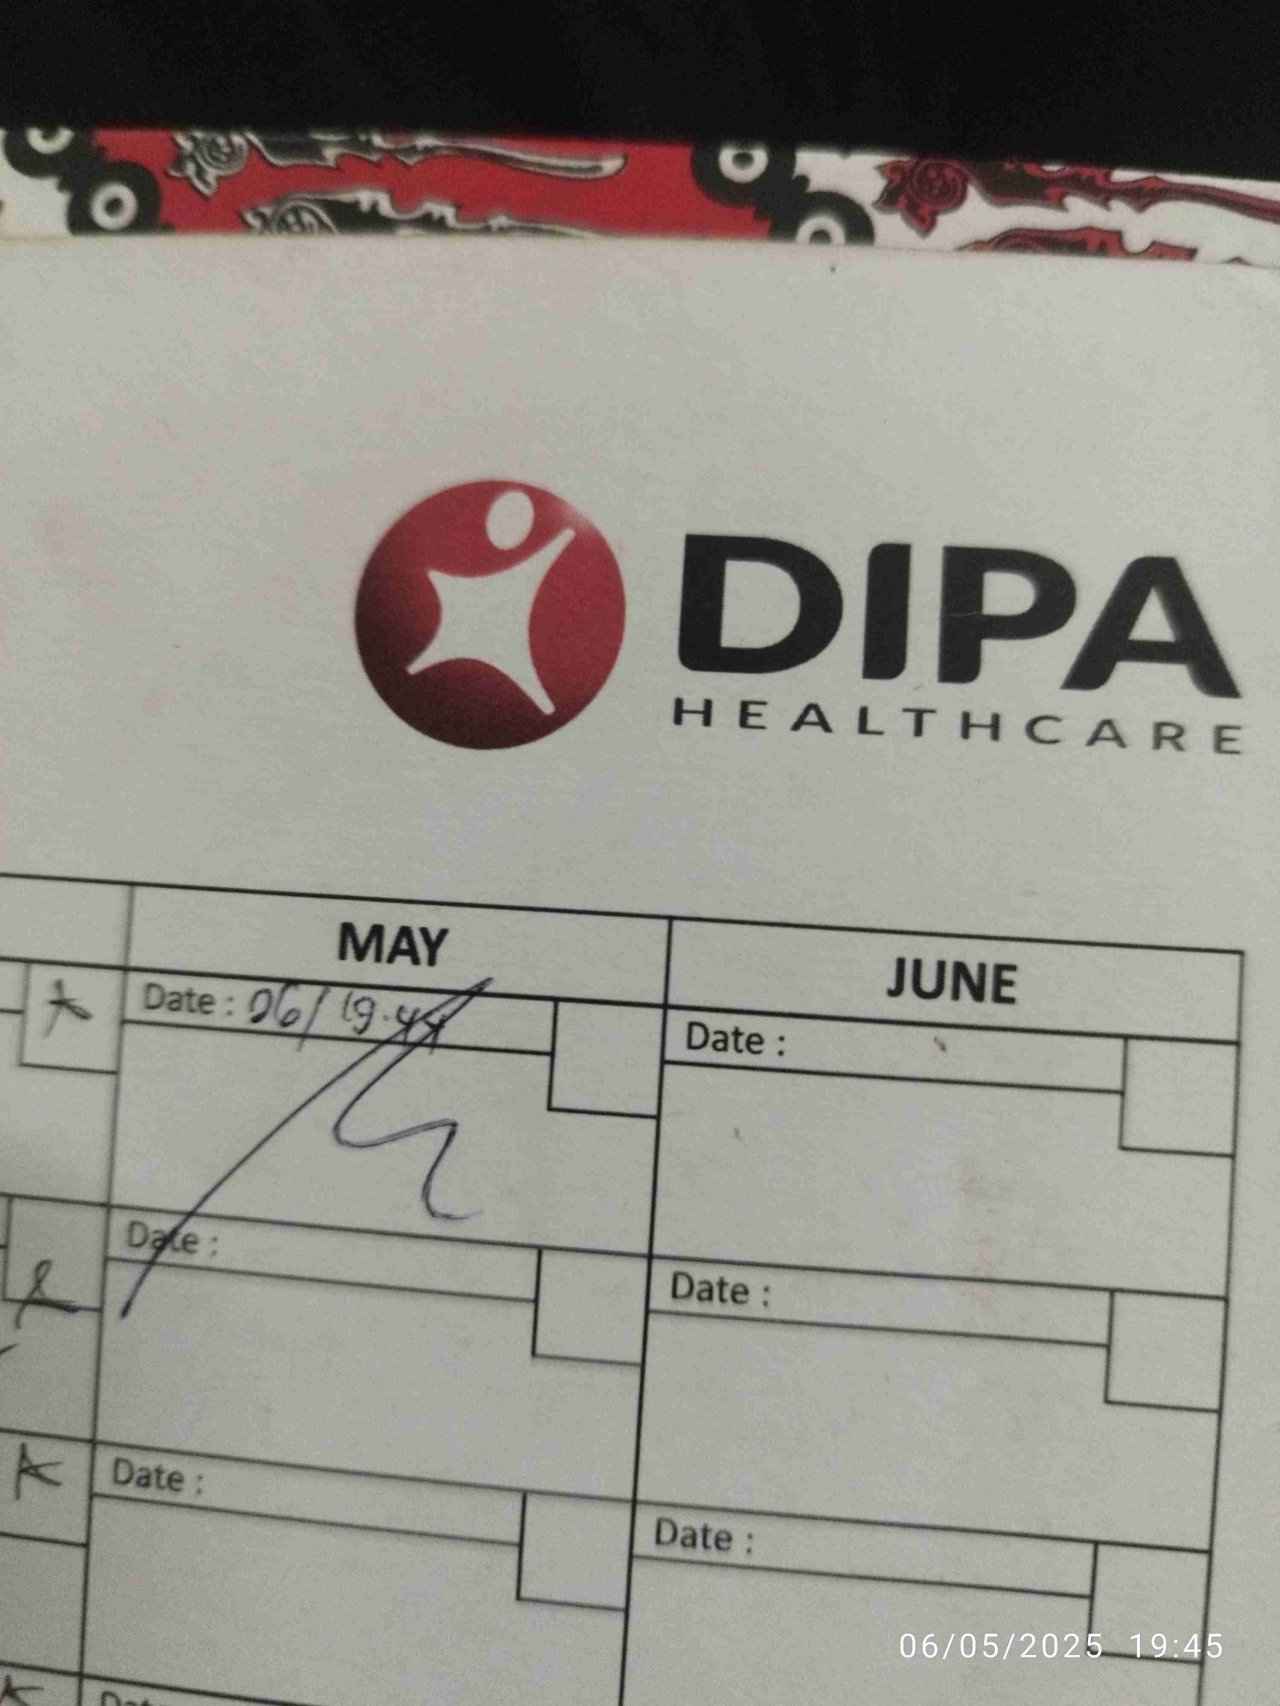 DIPA
HEALTHCARE
MAY
JUNE
Date : 06/19.44
Date :
Date :
Date :
Date :
Date :
06/05/2025 19:45